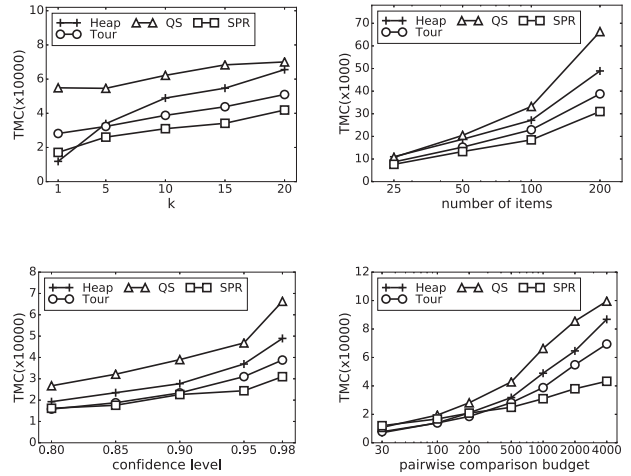 10
8
6
4
2
0
TMC(x10000)
Heap QS SPR
Tour
1 5 10 15 20
k
70
60
50
40
30
20
10
0
TMC(x10000)
Heap QS SPR
Tour
25 50 100 200
number of items
8
7
6
5
4
3
2
1
0
TMC(x10000)
Heap QS SPR
Tour
0.80 0.85 0.90 0.95 0.98
confidence level
12
10
8
6
4
2
0
TMC(x10000)
Heap QS SPR
Tour
30 100 200 500 1000 2000 4000
pairwise comparison budget